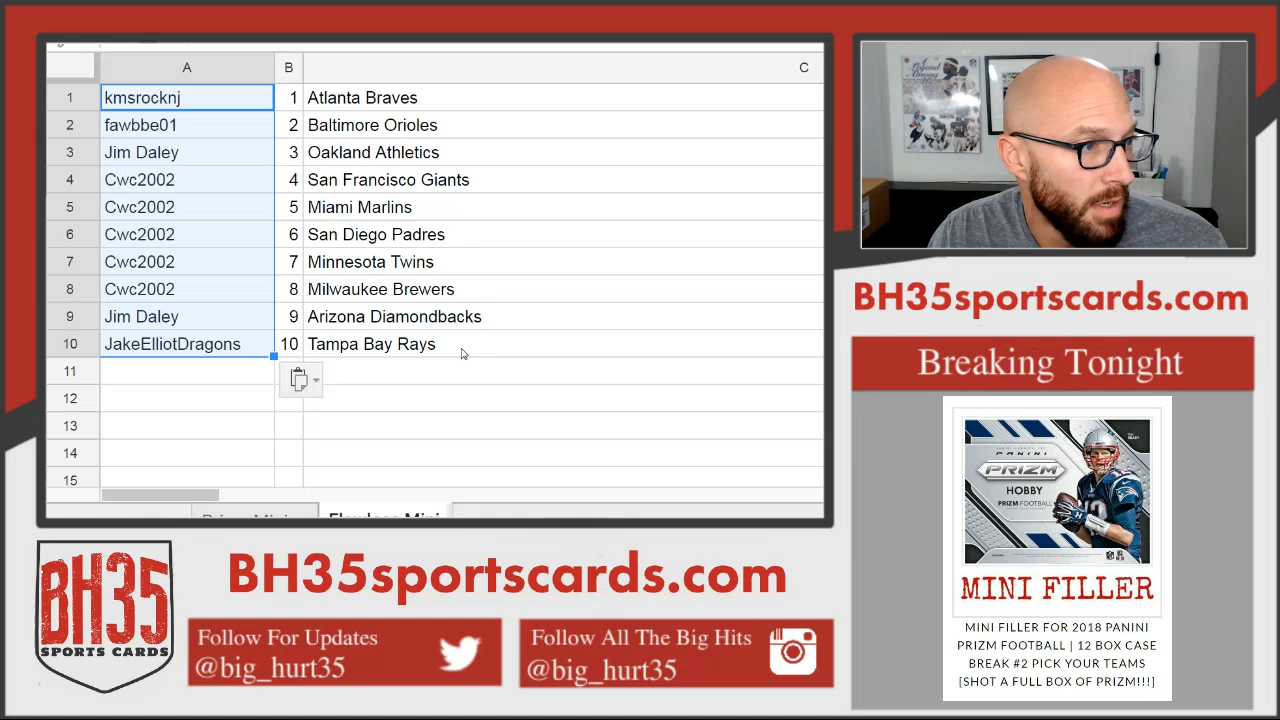 A B C
1 kmsrocknj 1 Atlanta Braves
2 fawbbe01 2 Baltimore Orioles
3 Jim Daley 3 Oakland Athletics
4 Cwc2002 4 San Francisco Giants
5 Cwc2002 5 Miami Marlins
6 Cwc2002 6 San Diego Padres
7 Cwc2002 7 Minnesota Twins
8 Cwc2002 8 Milwaukee Brewers
9 Jim Daley 9 Arizona Diamondbacks
10 JakeElliotDragons 10 Tampa Bay Rays
11
12
13
14
15
BH35sportscards.com
Breaking Tonight
PANINI
PRIZM
HOBBY
PRIZM FOOTBALL
MINI FILLER
MINI FILLER FOR 2018 PANINI
PRIZM FOOTBALL | 12 BOX CASE
BREAK #2 PICK YOUR TEAMS
[SHOT A FULL BOX OF PRIZM!!!]
BH35
SPORTS CARDS
BH35sportscards.com
Follow For Updates
@big_hurt35
Follow All The Big Hits
@big_hurt35